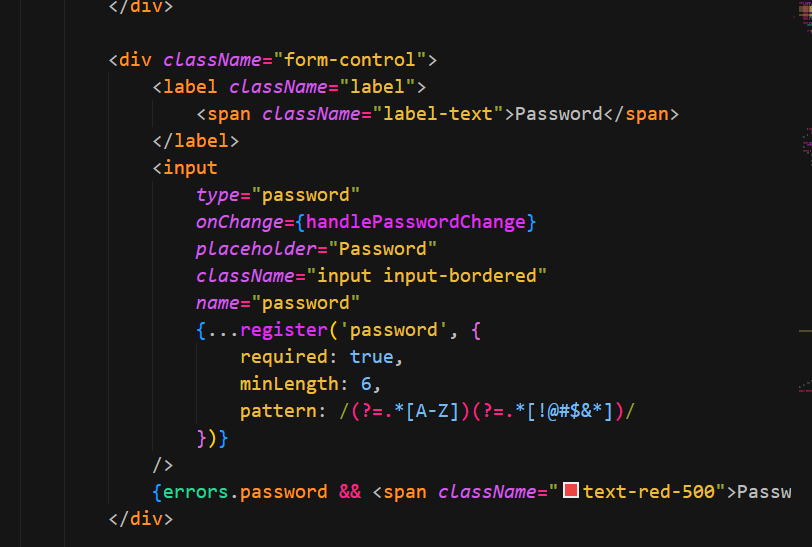 </div>
<div className="form-control">
<label className="label">
<span className="label-text">Password</span>
</label>
<input
type="password"
onChange={handlePasswordChange}
placeholder="Password"
className="input input-bordered"
name="password"
{...register('password', {
required: true,
minLength: 6,
pattern: /(?=.*[A-Z])(?=.*[!@#$&*])/
})}
/>
{errors.password && <span className="text-red-500">Passw
</div>